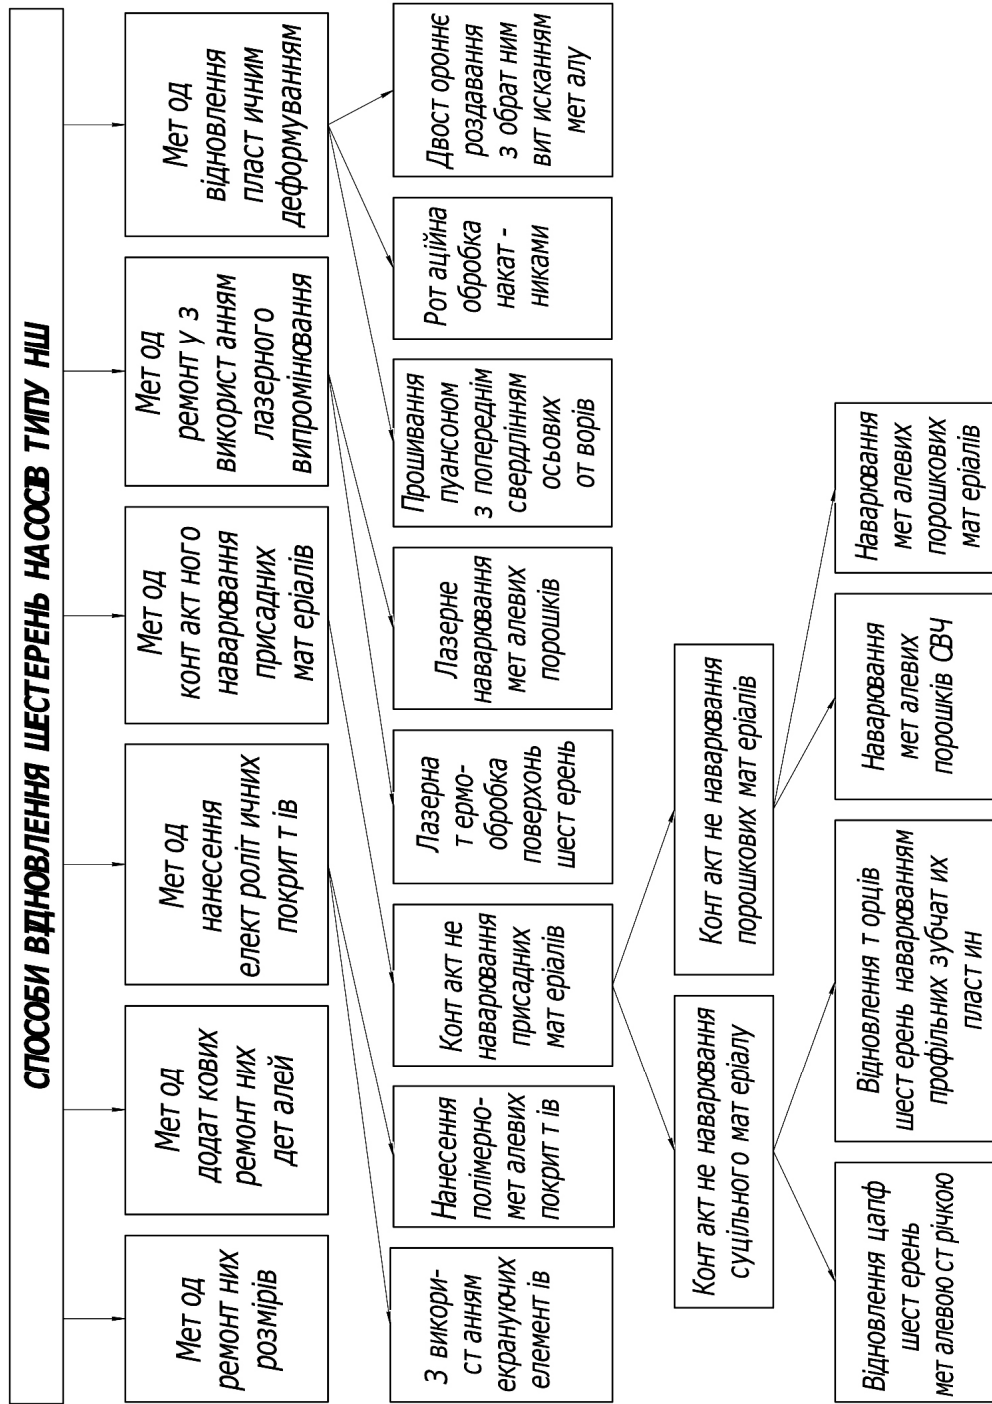 СПОСОБИ ВІДНОВЛЕННЯ ШЕСТЕРЕНЬ НАСОСІВ ТИПУ НШ
Метод
ремонтних
розмірів
Метод
додаткових
ремонтних
деталей
Метод
нанесення
електролітичних
покриттів
Метод
контактного
наварювання
присадних
матеріалів
Метод
ремонту з
використанням
лазерного
випромінювання
Метод
відновлення
пластичним
деформуванням
З викори-
станням
екрануючих
елементів
Нанесення
полімерно-
металевих
покриттів
Контактне
наварювання
присадних
матеріалів
Лазерна
термо-
обробка
поверхонь
шестерень
Лазерне
наварювання
металевих
порошків
Прошивання
пуансоном
з попереднім
свердлінням
осьових
отворів
Ротаційна
обробка
накат-
никами
Двостороннє
роздавання
з обратним
витисканням
металу
Контактне наварювання
суцільного матеріалу
Контактне наварювання
порошкових матеріалів
Відновлення цапф
шестерень
металевою стрічкою
Відновлення торців
шестерень наварюванням
профільних зубчатих
пластин
Наварювання
металевих
порошків СВЧ
Наварювання
металевих
порошкових
матеріалів